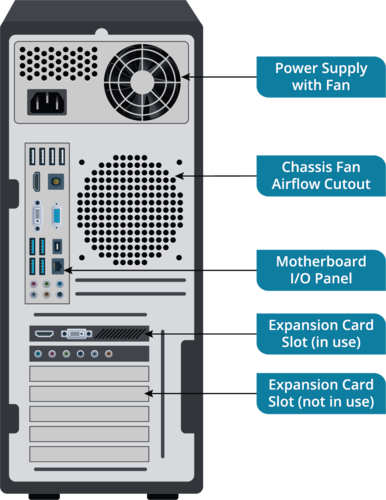 Power Supply
with Fan
Chassis Fan
Airflow Cutout
Motherboard
I/O Panel
Expansion Card
Slot (in use)
Expansion Card
Slot (not in use)